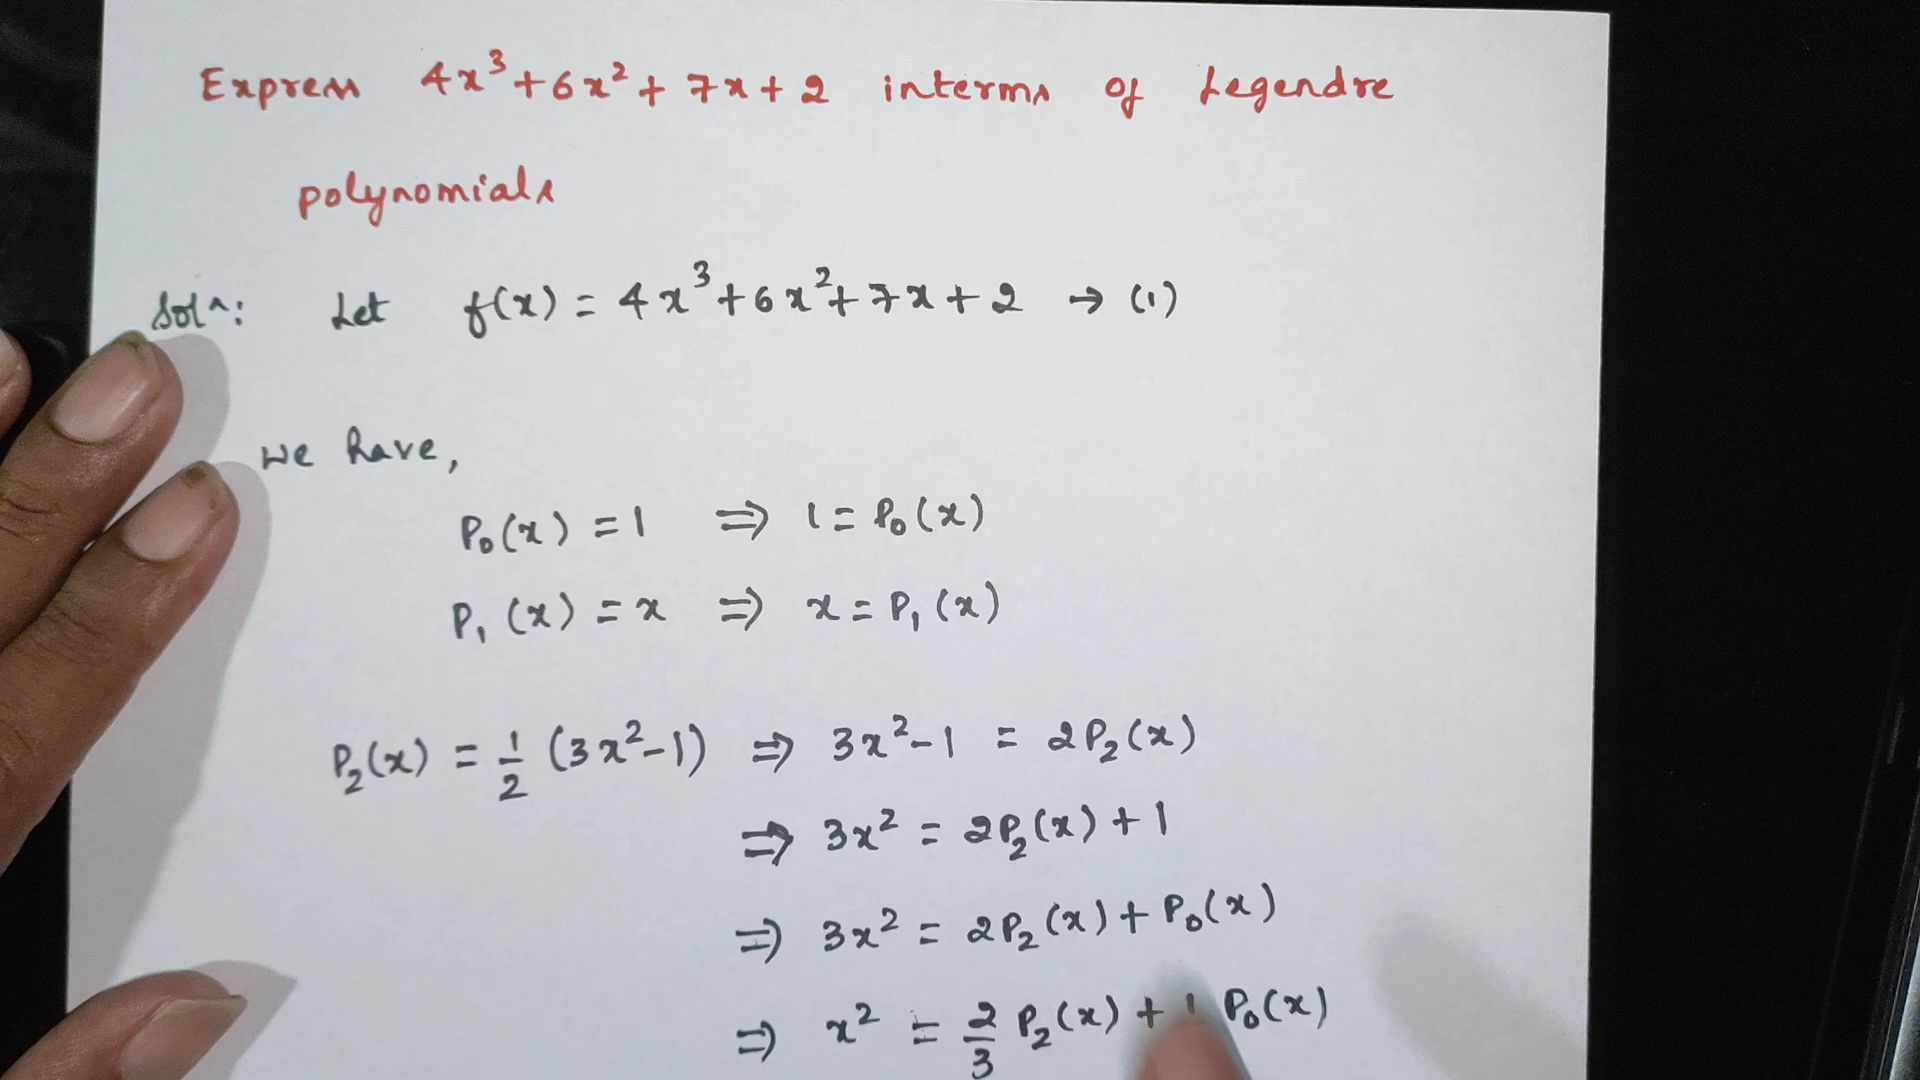 Express 4x³+6x²+7x+2 interms of Legendre
polynomials
Soln: Let f(x) = 4x³+6x²+7x+2 → (1)
We have,
P₀(x) = 1 ⇒ 1 = P₀(x)
P₁(x) = x ⇒ x = P₁(x)
P₂(x) = 1/2 (3x²-1) ⇒ 3x²-1 = 2P₂(x)
⇒ 3x² = 2P₂(x) + 1
⇒ 3x² = 2P₂(x) + P₀(x)
⇒ x² = 2/3 P₂(x) + P₀(x)